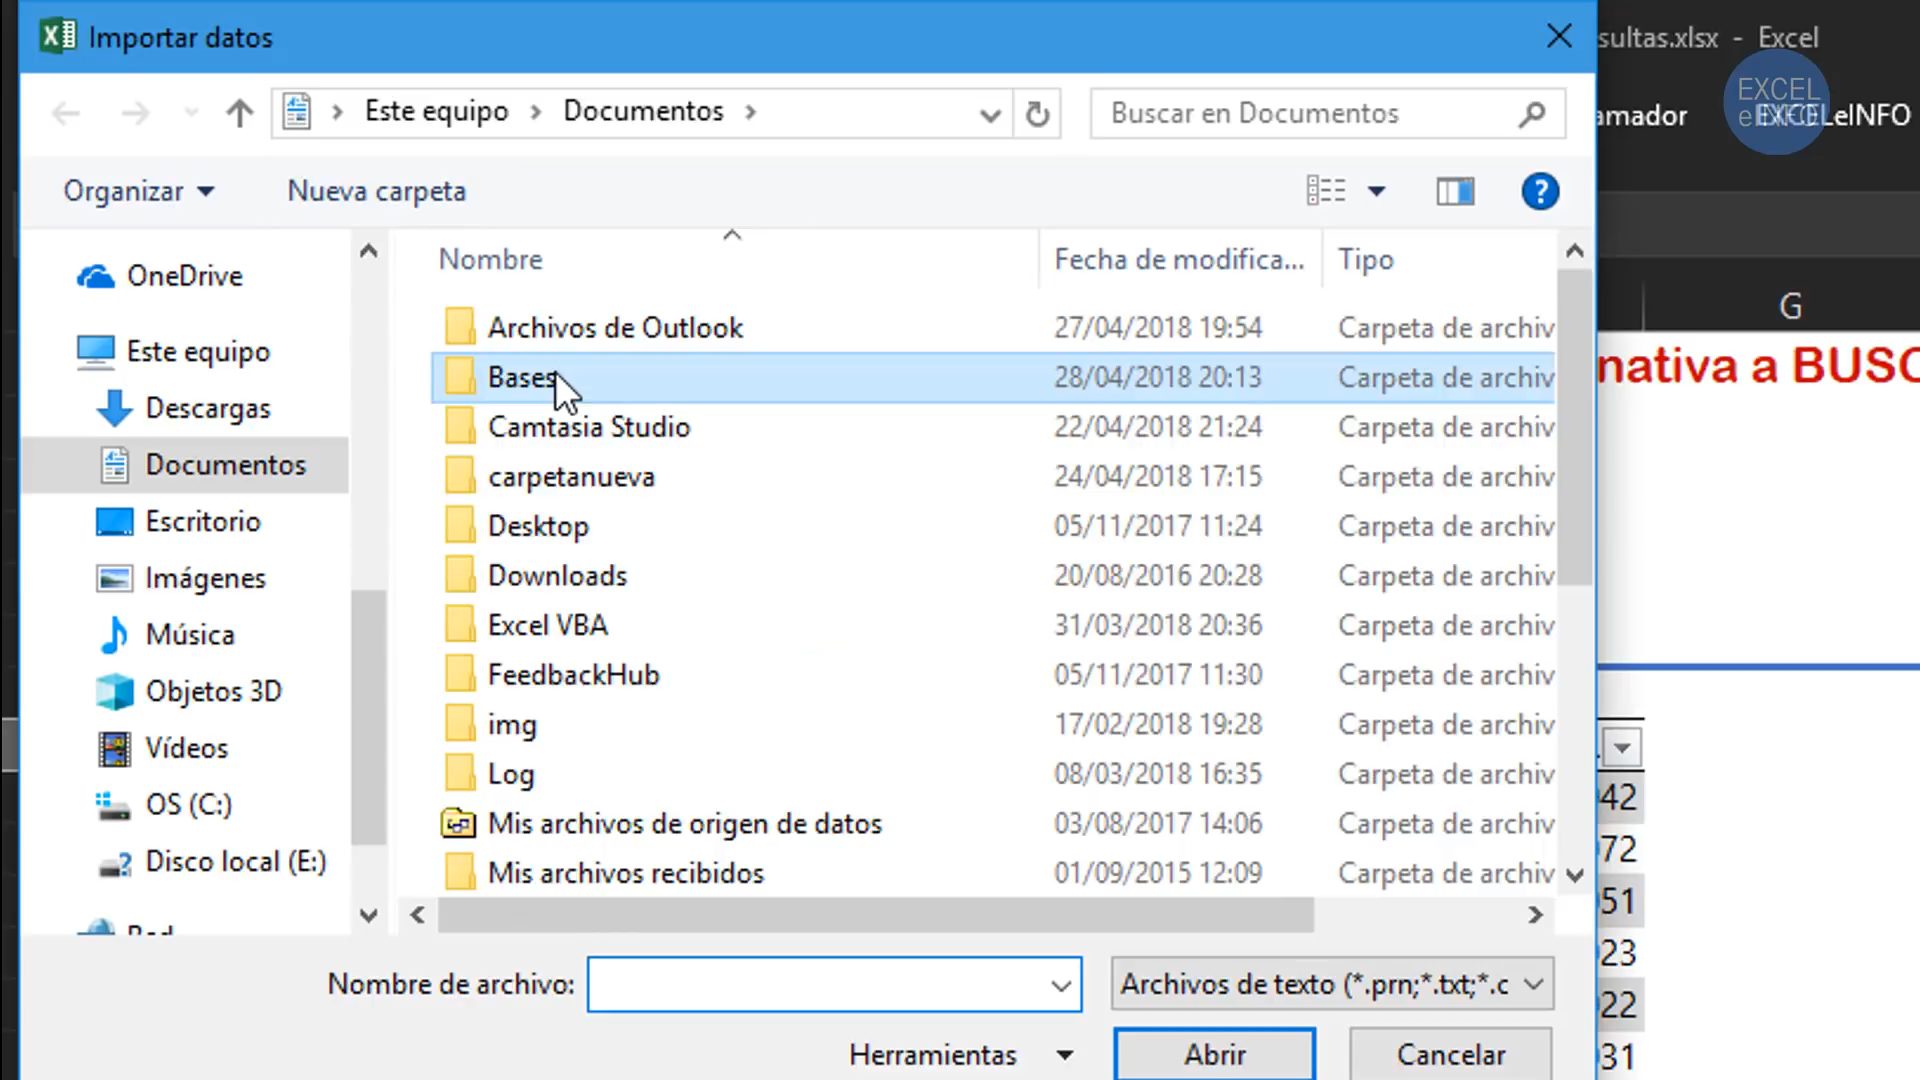 Importar datos
sultas.xlsx - Excel
Este equipo > Documentos >
Buscar en Documentos
amador
EXCELeINFO
EXCEL
eINFO
Organizar
Nueva carpeta
Nombre
Fecha de modifica...
Tipo
G
OneDrive
Este equipo
Descargas
Documentos
Escritorio
Imágenes
Música
Objetos 3D
Vídeos
OS (C:)
Disco local (E:)
Archivos de Outlook 27/04/2018 19:54 Carpeta de archiv
Bases 28/04/2018 20:13 Carpeta de archiv
Camtasia Studio 22/04/2018 21:24 Carpeta de archiv
carpetanueva 24/04/2018 17:15 Carpeta de archiv
Desktop 05/11/2017 11:24 Carpeta de archiv
Downloads 20/08/2016 20:28 Carpeta de archiv
Excel VBA 31/03/2018 20:36 Carpeta de archiv
FeedbackHub 05/11/2017 11:30 Carpeta de archiv
img 17/02/2018 19:28 Carpeta de archiv
Log 08/03/2018 16:35 Carpeta de archiv
Mis archivos de origen de datos 03/08/2017 14:06 Carpeta de archiv
Mis archivos recibidos 01/09/2015 12:09 Carpeta de archiv
nativa a BUSC
42
72
51
23
22
31
Nombre de archivo:
Archivos de texto (*.prn;*.txt;*.c
Herramientas
Abrir
Cancelar